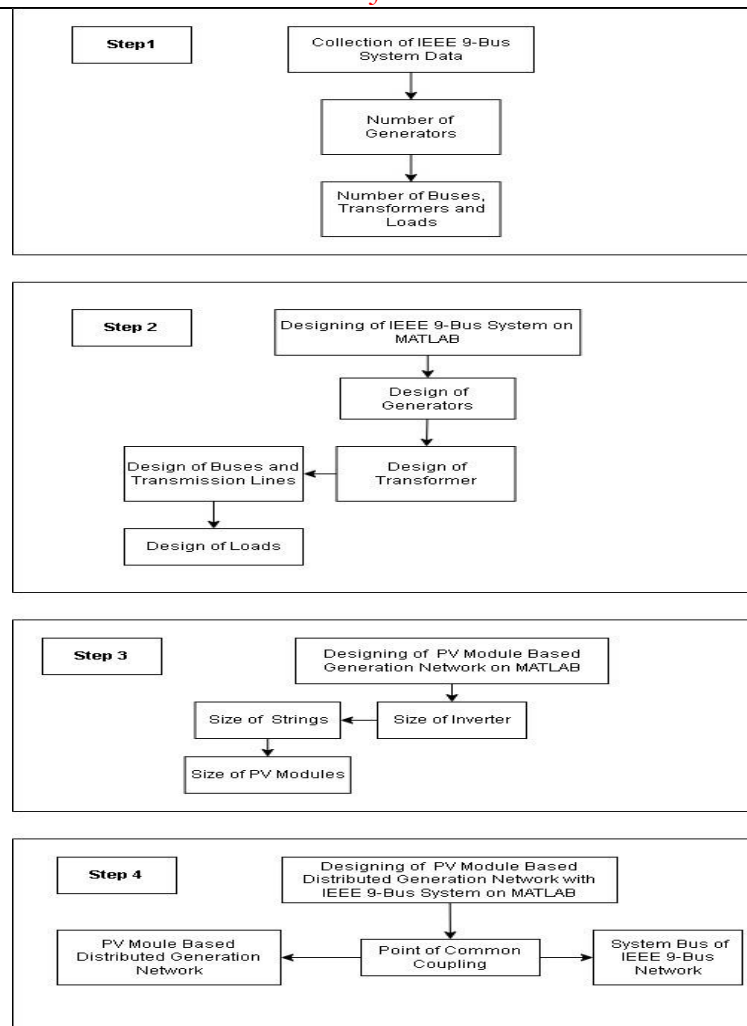 Step1
Collection of IEEE 9-Bus
System Data
Number of
Generators
Number of Buses,
Transformers and
Loads
Step 2
Designing of IEEE 9-Bus System on
MATLAB
Design of
Generators
Design of Buses and
Transmission Lines
Design of
Transformer
Design of Loads
Step 3
Designing of PV Module Based
Generation Network on MATLAB
Size of Strings
Size of Inverter
Size of PV Modules
Step 4
Designing of PV Module Based
Distributed Generation Network with
IEEE 9-Bus System on MATLAB
PV Moule Based
Distributed Generation
Network
Point of Common
Coupling
System Bus of
IEEE 9-Bus
Network